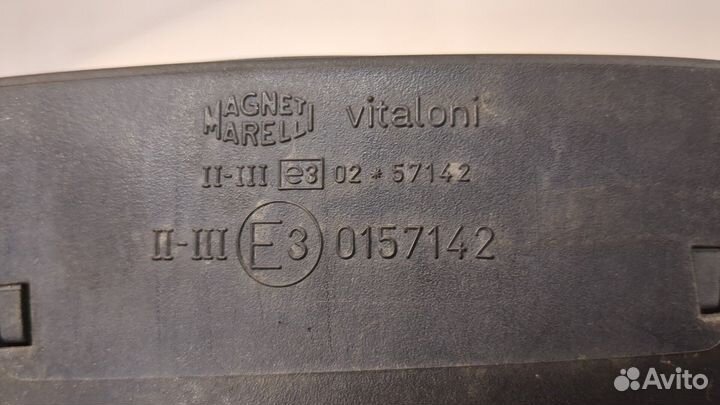 MAGNETI MARELLI vitaloni
II-III e3 02*57142
II-III E3 0157142
Avito